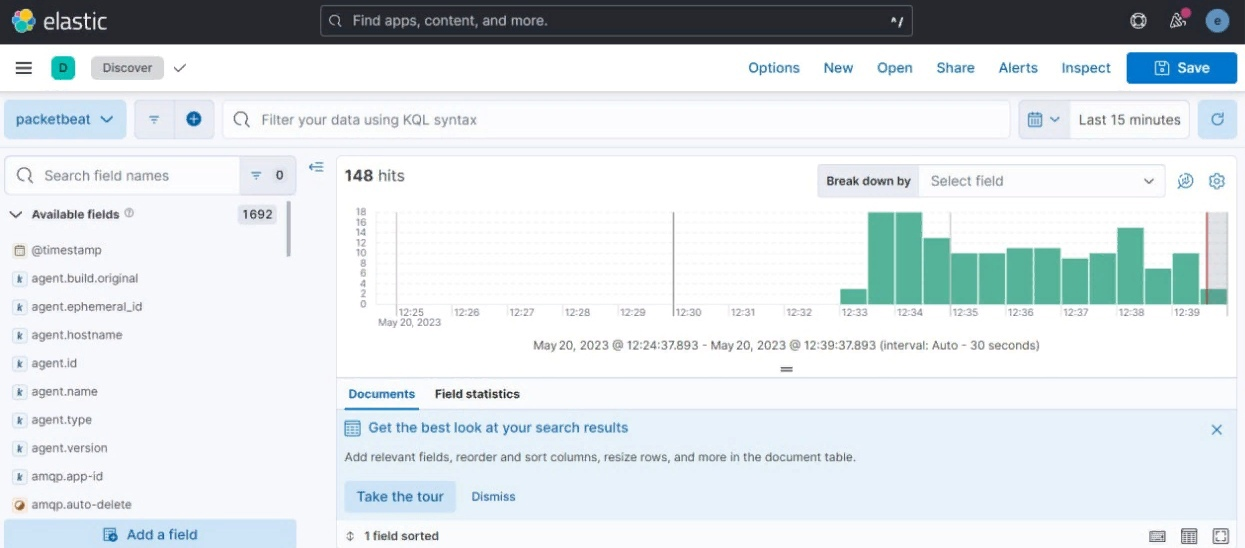 elastic
Find apps, content, and more.
^/
e
D
Discover
Options
New
Open
Share
Alerts
Inspect
Save
packetbeat
Filter your data using KQL syntax
Last 15 minutes
Search field names
0
148 hits
Break down by
Select field
Available fields
1692
@timestamp
k agent.build.original
k agent.ephemeral_id
k agent.hostname
k agent.id
k agent.name
k agent.type
k agent.version
k amqp.app-id
amqp.auto-delete
Add a field
18
16
14
12
10
8
6
4
2
0
12:25
May 20, 2023
12:26
12:27
12:28
12:29
12:30
12:31
12:32
12:33
12:34
12:35
12:36
12:37
12:38
12:39
May 20, 2023 @ 12:24:37.893 - May 20, 2023 @ 12:39:37.893 (interval: Auto - 30 seconds)
Documents
Field statistics
Get the best look at your search results
Add relevant fields, reorder and sort columns, resize rows, and more in the document table.
Take the tour
Dismiss
1 field sorted